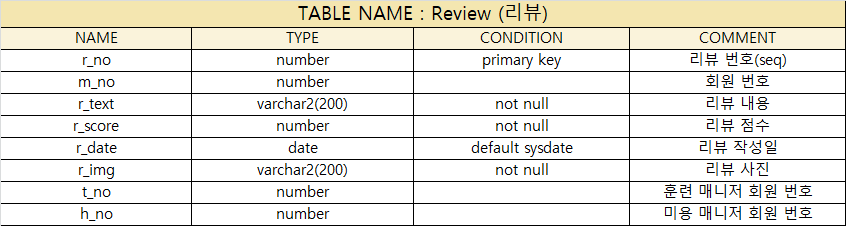 TABLE NAME : Review (리뷰)
NAME TYPE CONDITION COMMENT
r_no number primary key 리뷰 번호(seq)
m_no number 회원 번호
r_text varchar2(200) not null 리뷰 내용
r_score number not null 리뷰 점수
r_date date default sysdate 리뷰 작성일
r_img varchar2(200) not null 리뷰 사진
t_no number 훈련 매니저 회원 번호
h_no number 미용 매니저 회원 번호